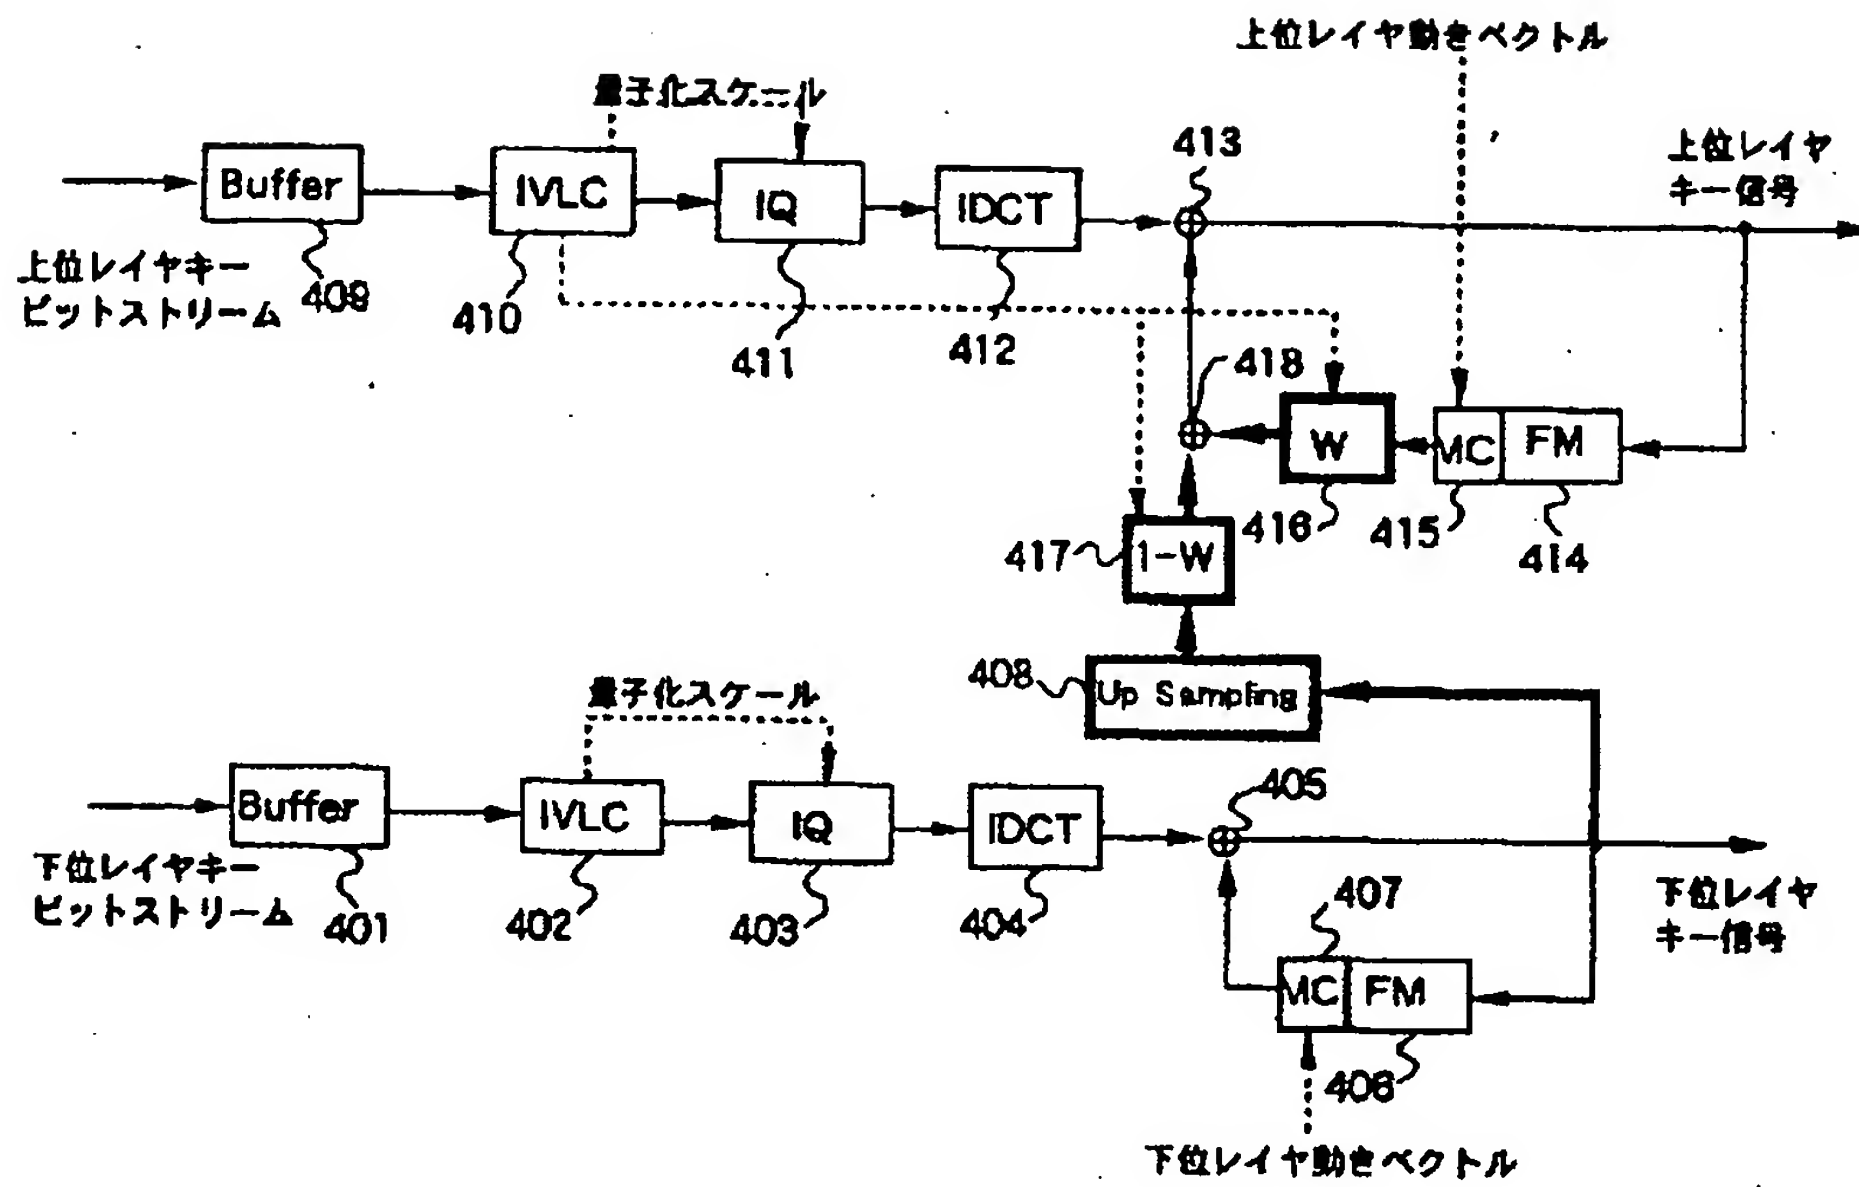 上位レイヤ動きベクトル
量子化スケール
413
上位レイヤ
キー信号
Buffer
IVLC
IQ
IDCT
上位レイヤキー
ビットストリーム
409
410
411
412
418
W
MC
FM
416
415
414
417
1-W
408
Up Sampling
量子化スケール
405
Buffer
IVLC
IQ
IDCT
下位レイヤキー
ビットストリーム
401
402
403
404
407
下位レイヤ
キー信号
MC
FM
406
下位レイヤ動きベクトル